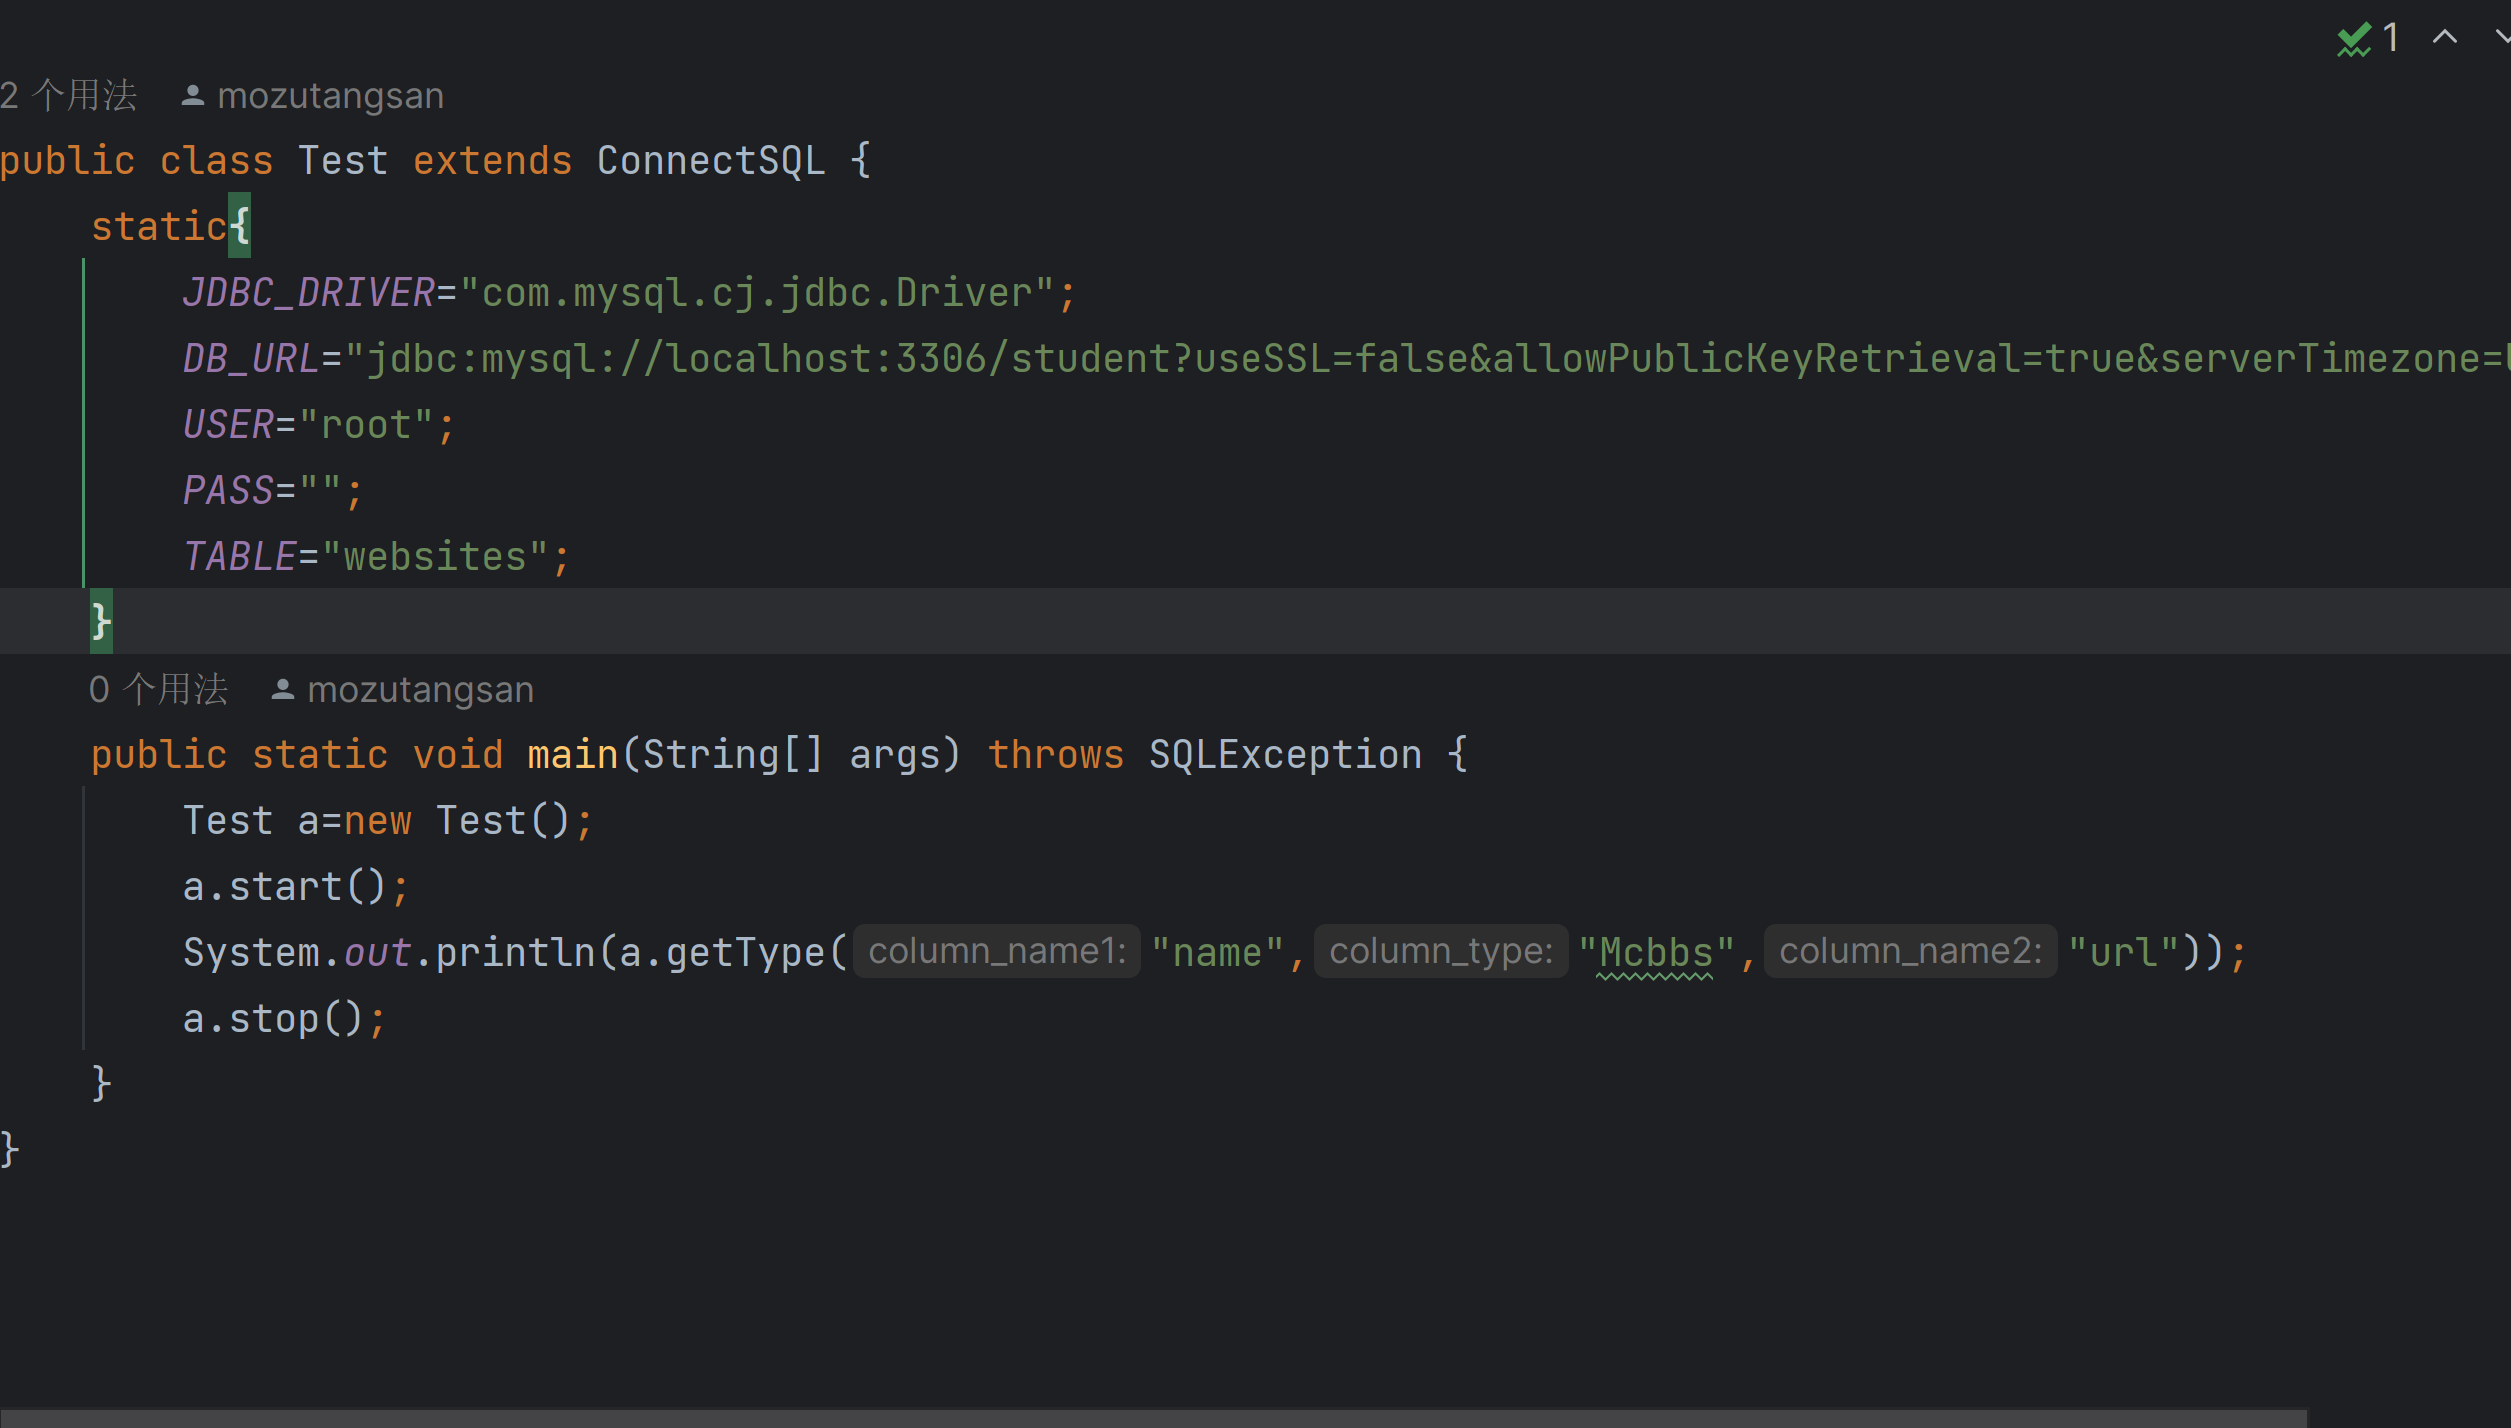 1
2 个用法 mozutangsan
public class Test extends ConnectSQL {
static{
JDBC_DRIVER="com.mysql.cj.jdbc.Driver";
DB_URL="jdbc:mysql://localhost:3306/student?useSSL=false&allowPublicKeyRetrieval=true&serverTimezone=
USER="root";
PASS="";
TABLE="websites";
}
0 个用法 mozutangsan
public static void main(String[] args) throws SQLException {
Test a=new Test();
a.start();
System.out.println(a.getType( column_name1: "name", column_type: "Mcbbs", column_name2: "url"));
a.stop();
}
}